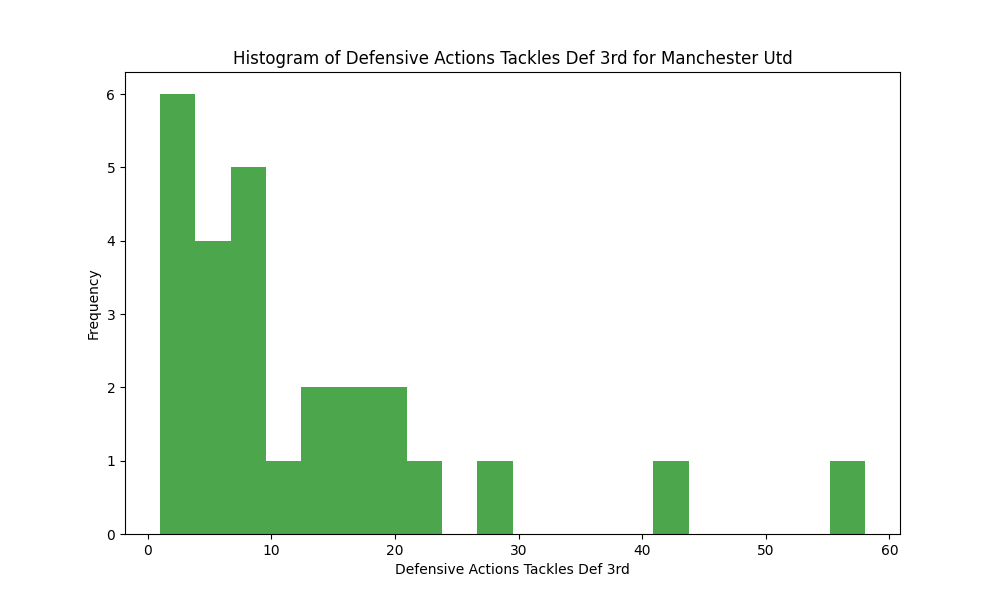 Histogram of Defensive Actions Tackles Def 3rd for Manchester Utd
6
5
4
3
2
1
0
Frequency
0 10 20 30 40 50 60
Defensive Actions Tackles Def 3rd